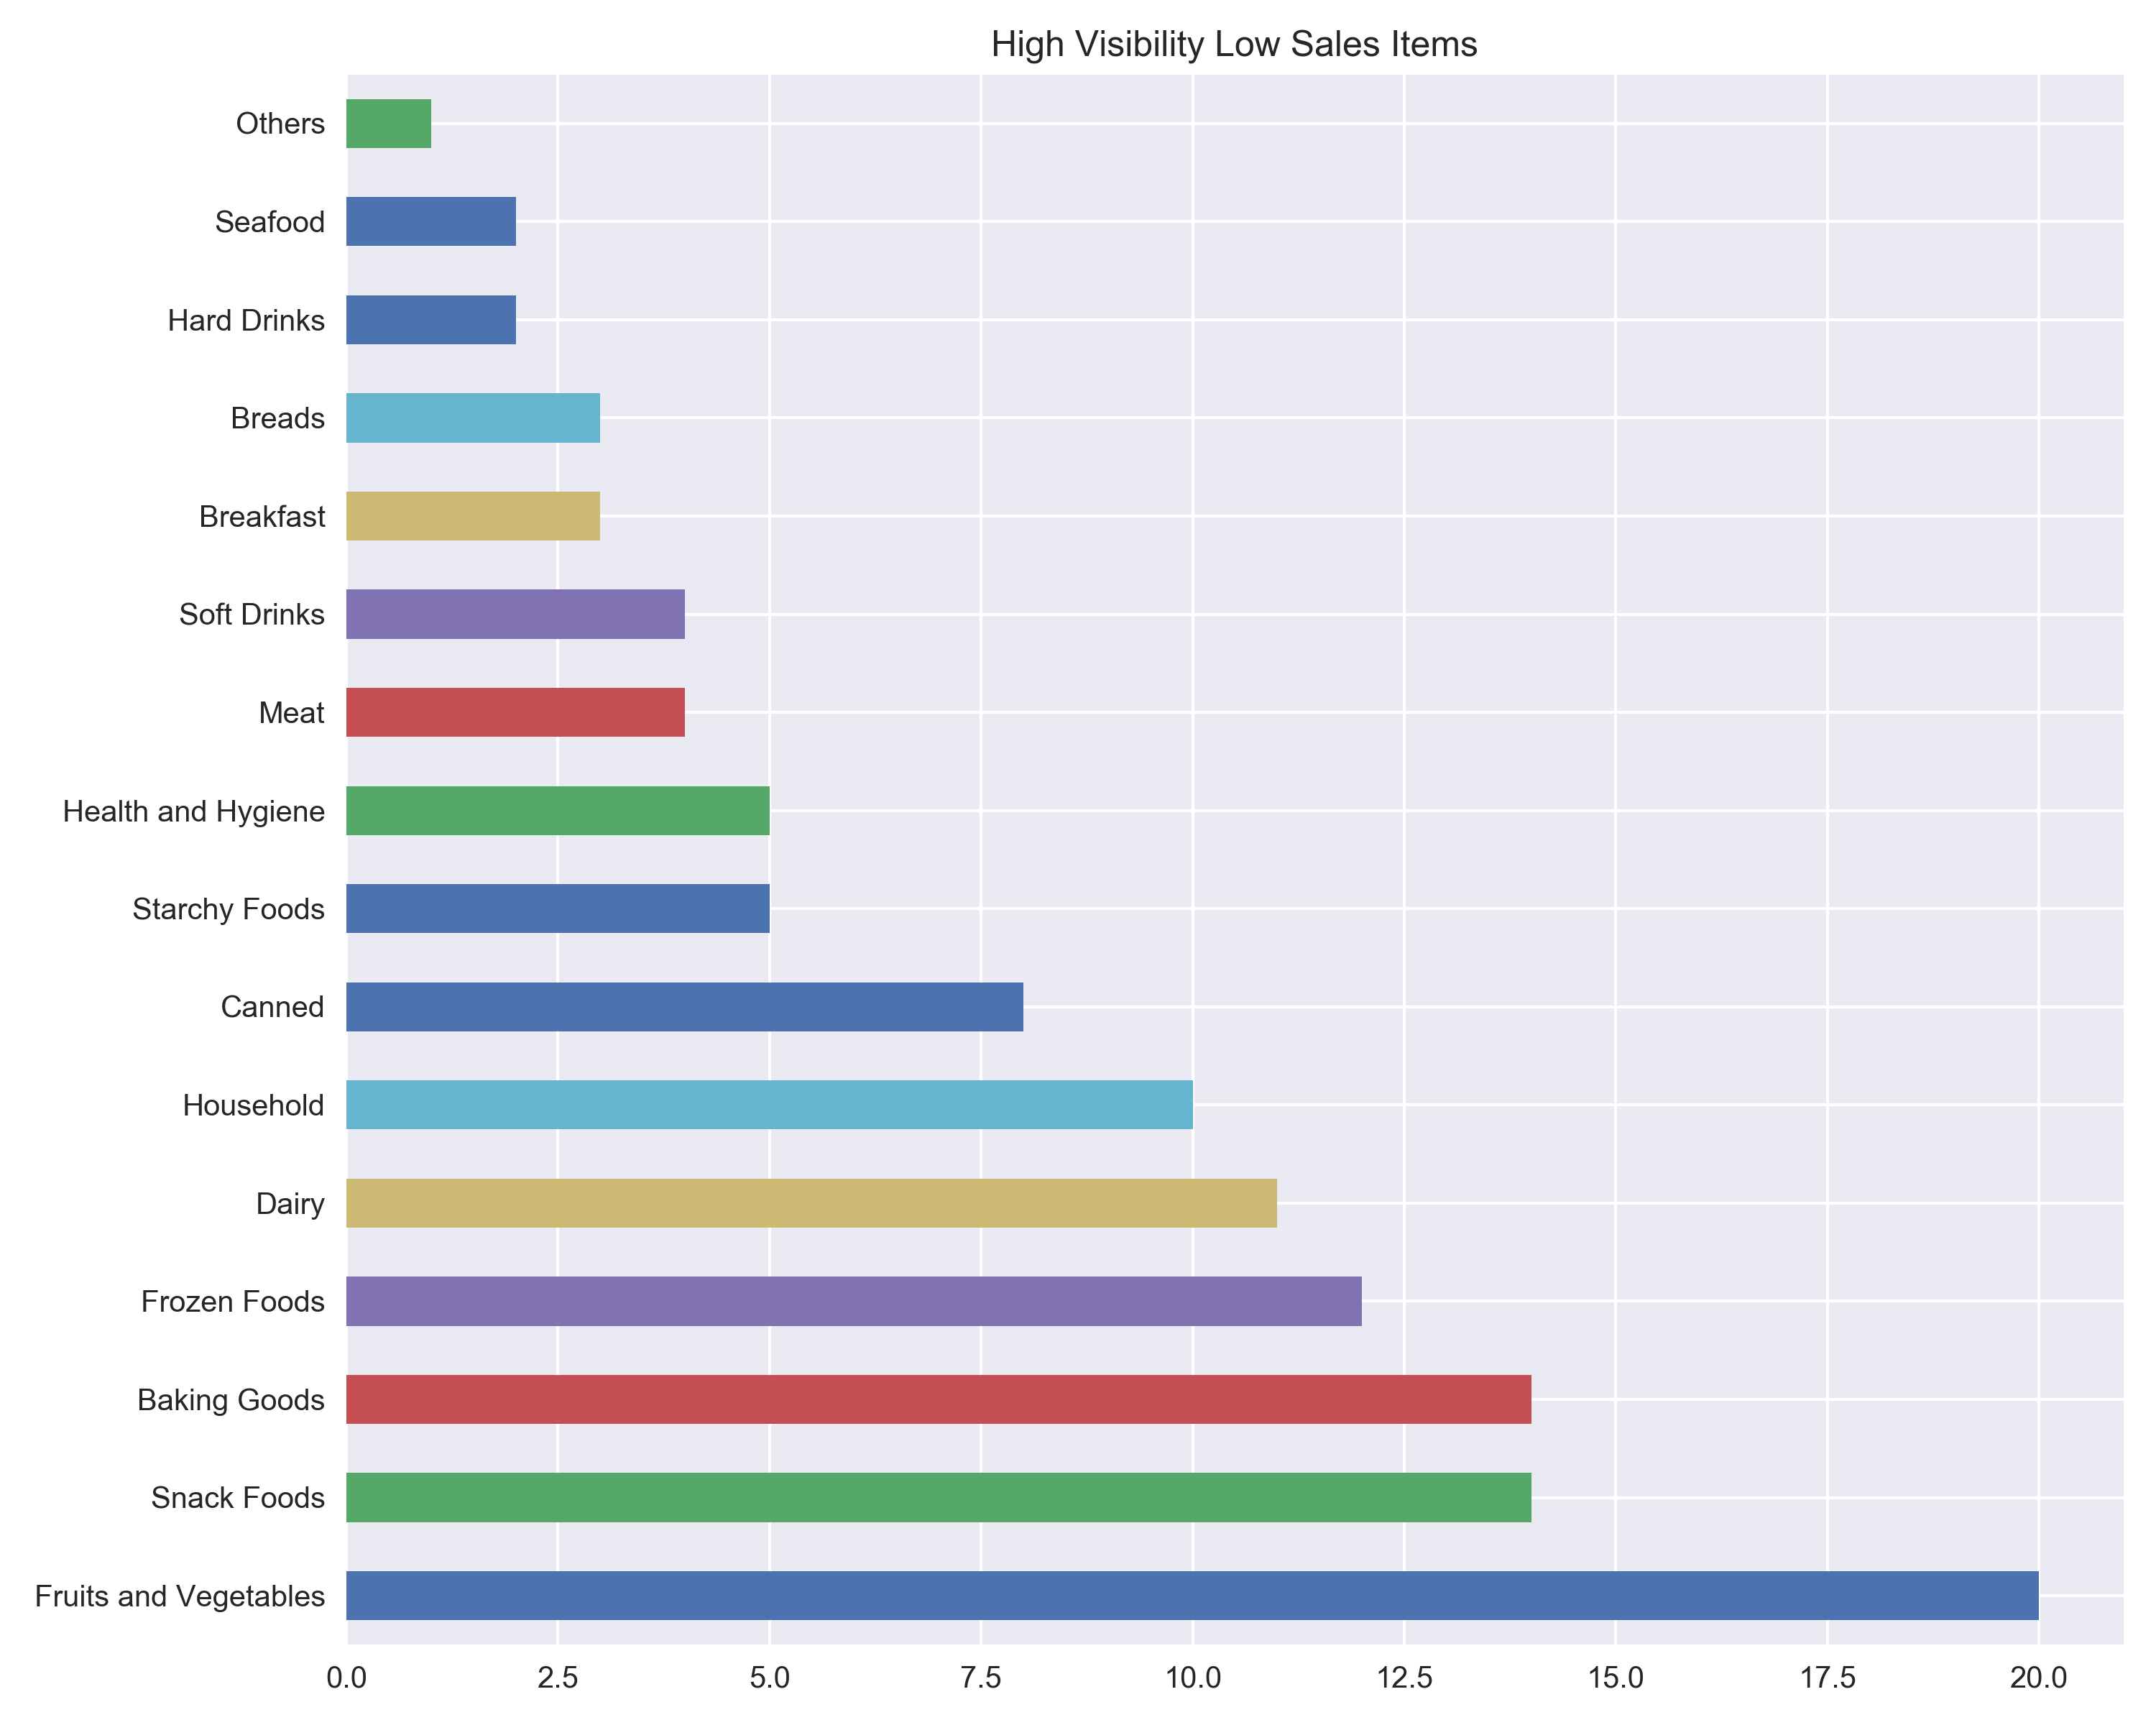 High Visibility Low Sales Items
Others
Seafood
Hard Drinks
Breads
Breakfast
Soft Drinks
Meat
Health and Hygiene
Starchy Foods
Canned
Household
Dairy
Frozen Foods
Baking Goods
Snack Foods
Fruits and Vegetables
0.0 2.5 5.0 7.5 10.0 12.5 15.0 17.5 20.0